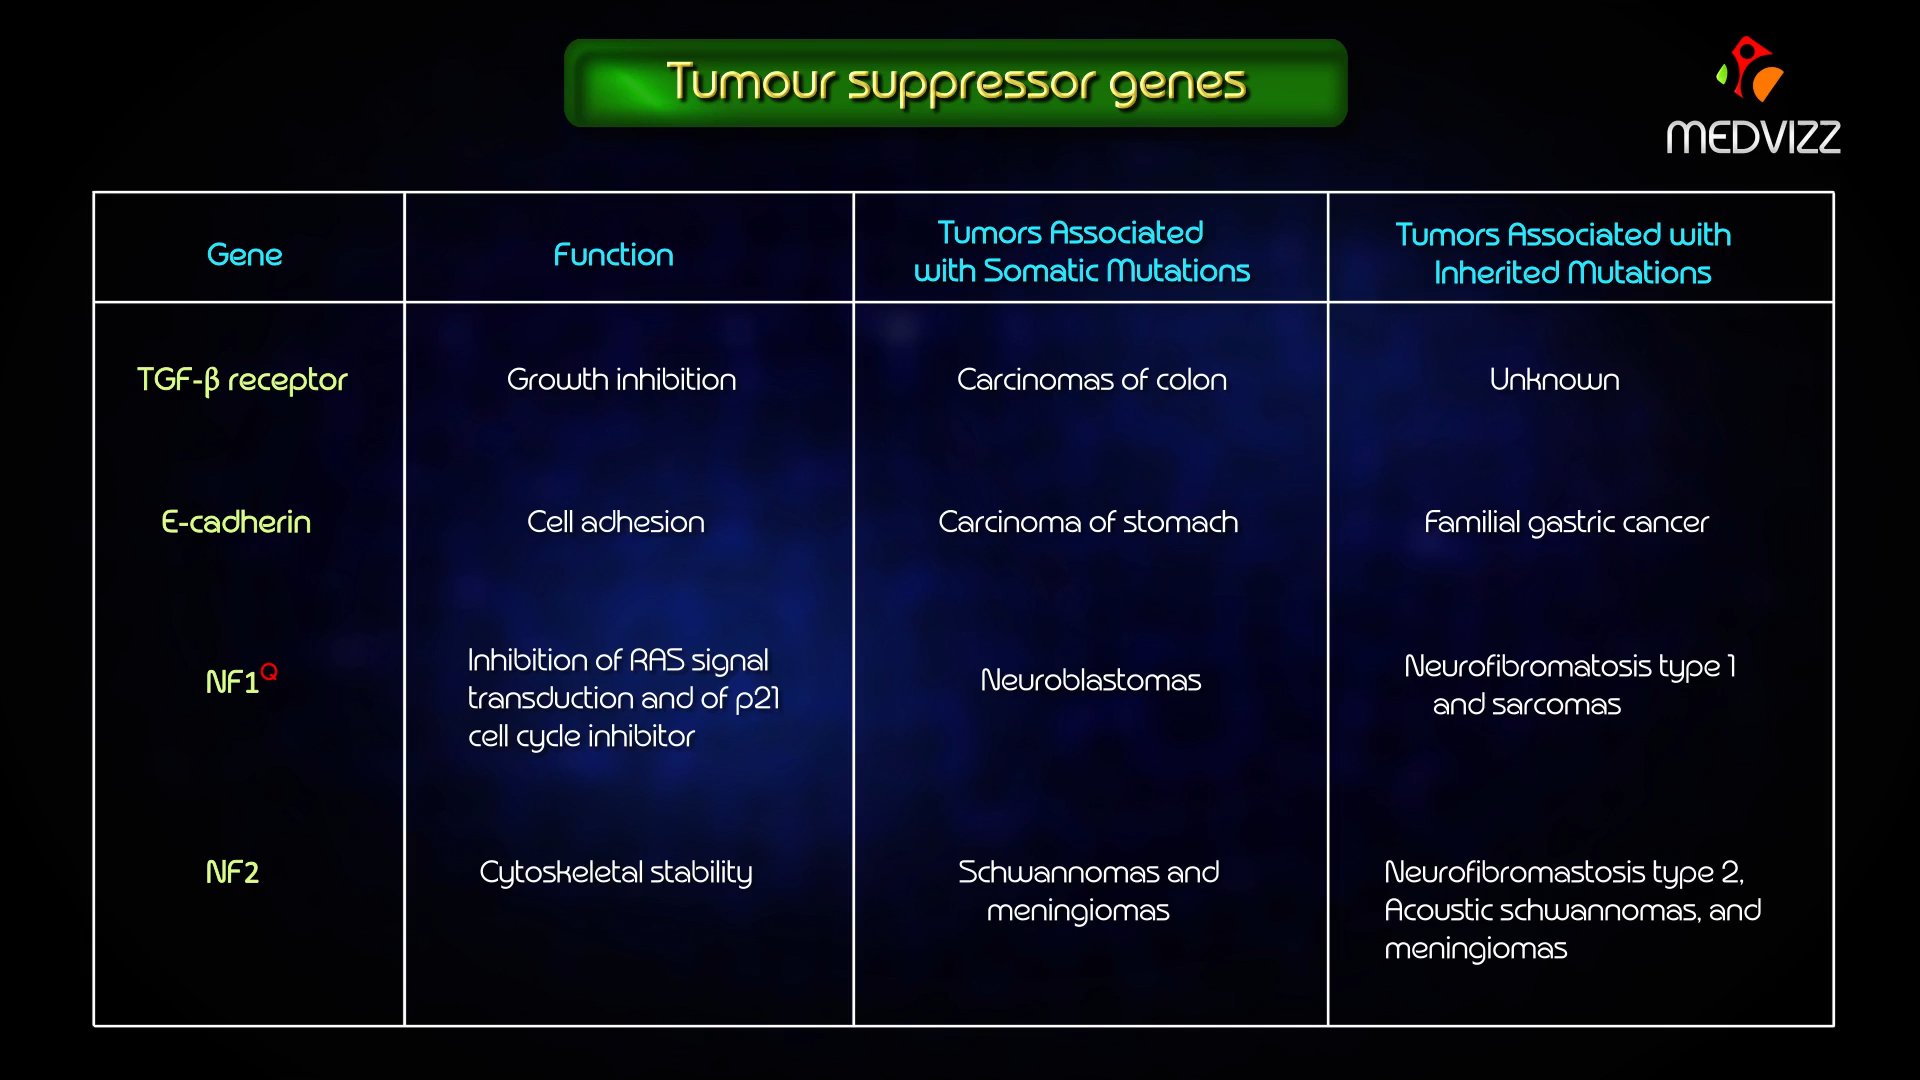 Tumour suppressor genes
MEDVIZZ
Gene
Function
Tumors Associated
with Somatic Mutations
Tumors Associated with
Inherited Mutations
TGF-β receptor
Growth inhibition
Carcinomas of colon
Unknown
E-cadherin
Cell adhesion
Carcinoma of stomach
Familial gastric cancer
NF1Q
Inhibition of RAS signal
transduction and of p21
cell cycle inhibitor
Neuroblastomas
Neurofibromatosis type 1
and sarcomas
NF2
Cytoskeletal stability
Schwannomas and
meningiomas
Neurofibromastosis type 2,
Acoustic schwannomas, and
meningiomas